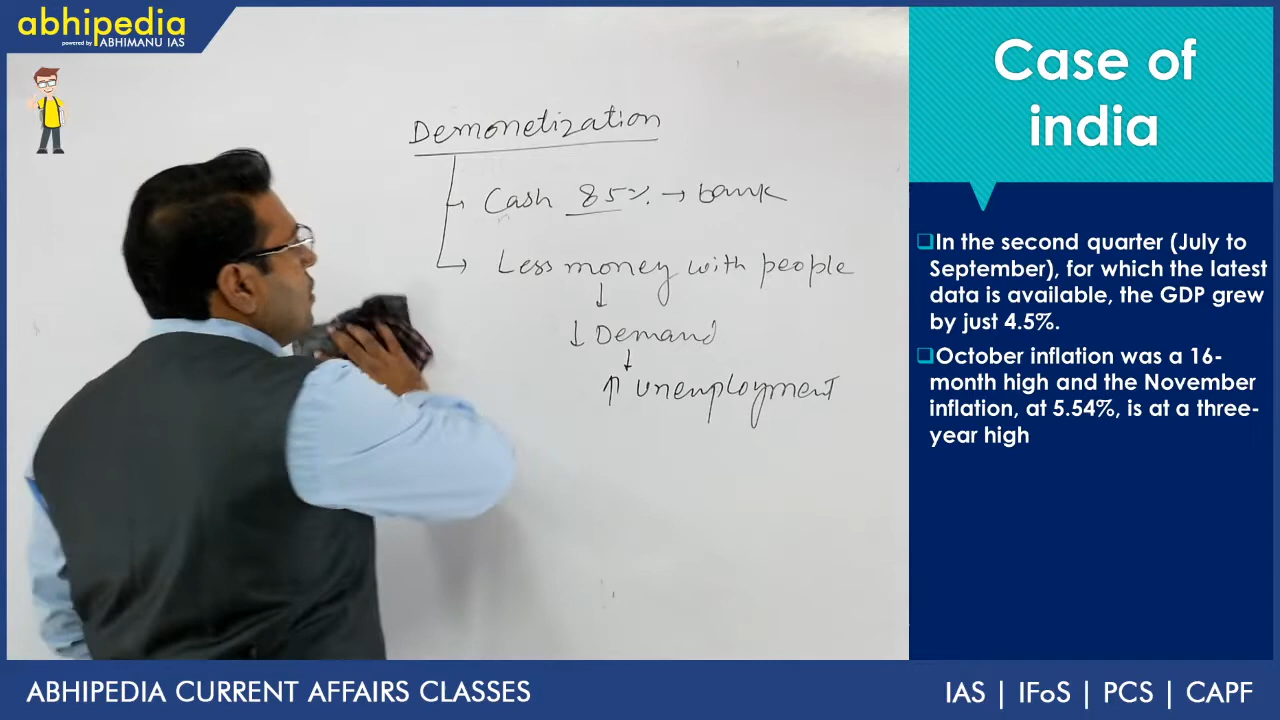 abhipedia
powered by ABHIMANU IAS
Demonetization
Cash 85% → bank
Less money with people
↓
↓ Demand
↓
↑ unemployment
Case of
india
In the second quarter (July to
September), for which the latest
data is available, the GDP grew
by just 4.5%.
October inflation was a 16-
month high and the November
inflation, at 5.54%, is at a three-
year high
ABHIPEDIA CURRENT AFFAIRS CLASSES
IAS | IFoS | PCS | CAPF